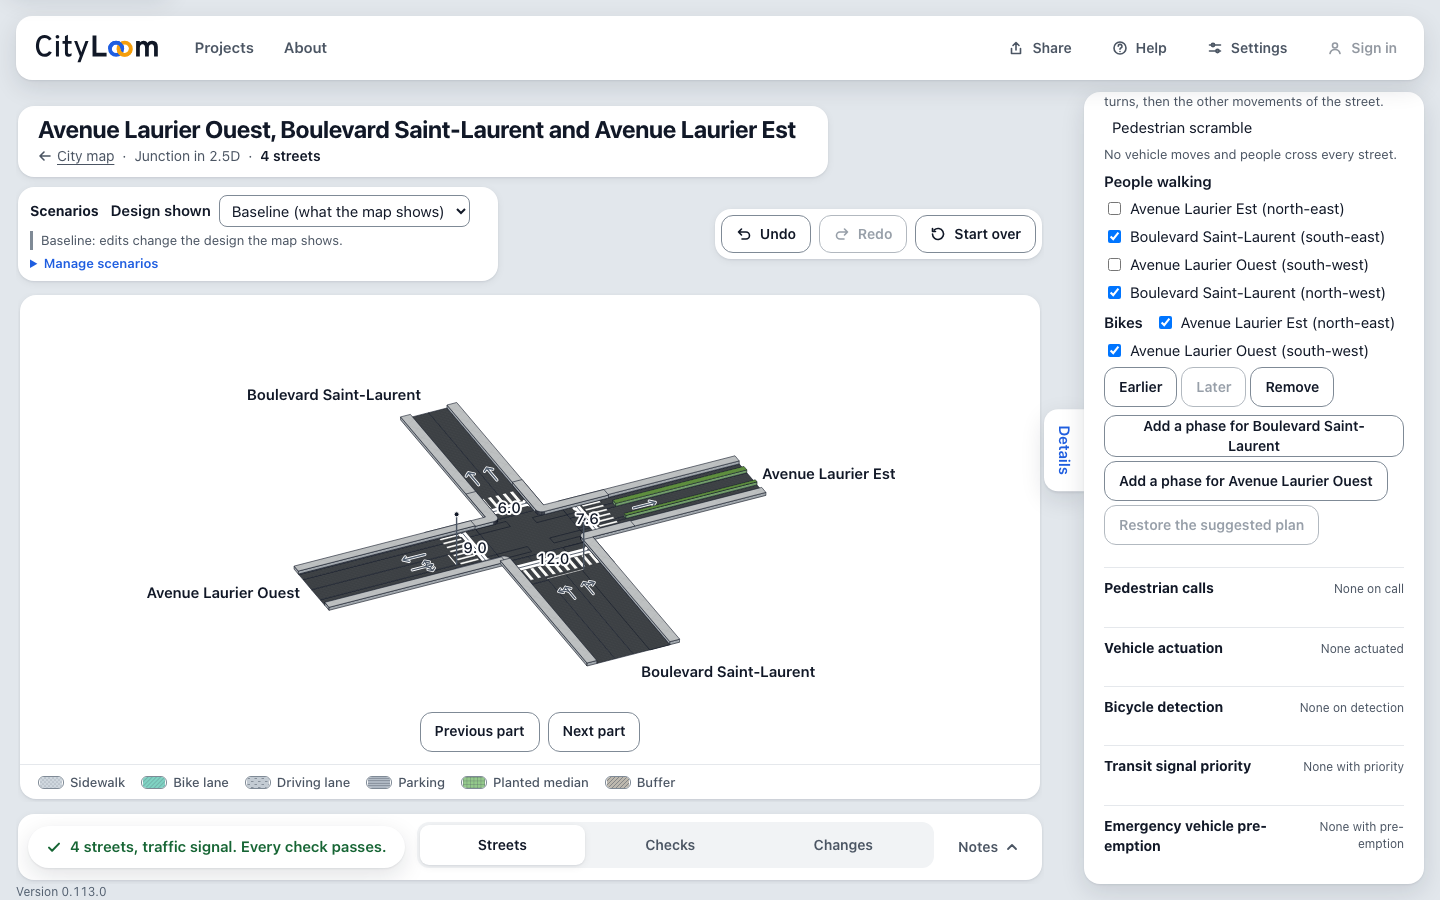 CityLoom
Projects
About
Share
Help
Settings
Sign in
Avenue Laurier Ouest, Boulevard Saint-Laurent and Avenue Laurier Est
← City map · Junction in 2.5D · 4 streets
Scenarios
Design shown
Baseline (what the map shows)
Baseline: edits change the design the map shows.
Manage scenarios
Undo
Redo
Start over
Boulevard Saint-Laurent
Avenue Laurier Est
Avenue Laurier Ouest
Boulevard Saint-Laurent
6.0
7.6
9.0
12.0
Previous part
Next part
Sidewalk
Bike lane
Driving lane
Parking
Planted median
Buffer
4 streets, traffic signal. Every check passes.
Streets
Checks
Changes
Notes
Version 0.113.0
Details
turns, then the other movements of the street.
Pedestrian scramble
No vehicle moves and people cross every street.
People walking
Avenue Laurier Est (north-east)
Boulevard Saint-Laurent (south-east)
Avenue Laurier Ouest (south-west)
Boulevard Saint-Laurent (north-west)
Bikes
Avenue Laurier Est (north-east)
Avenue Laurier Ouest (south-west)
Earlier
Later
Remove
Add a phase for Boulevard Saint-
Laurent
Add a phase for Avenue Laurier Ouest
Restore the suggested plan
Pedestrian calls
None on call
Vehicle actuation
None actuated
Bicycle detection
None on detection
Transit signal priority
None with priority
Emergency vehicle pre-
emption
None with pre-
emption